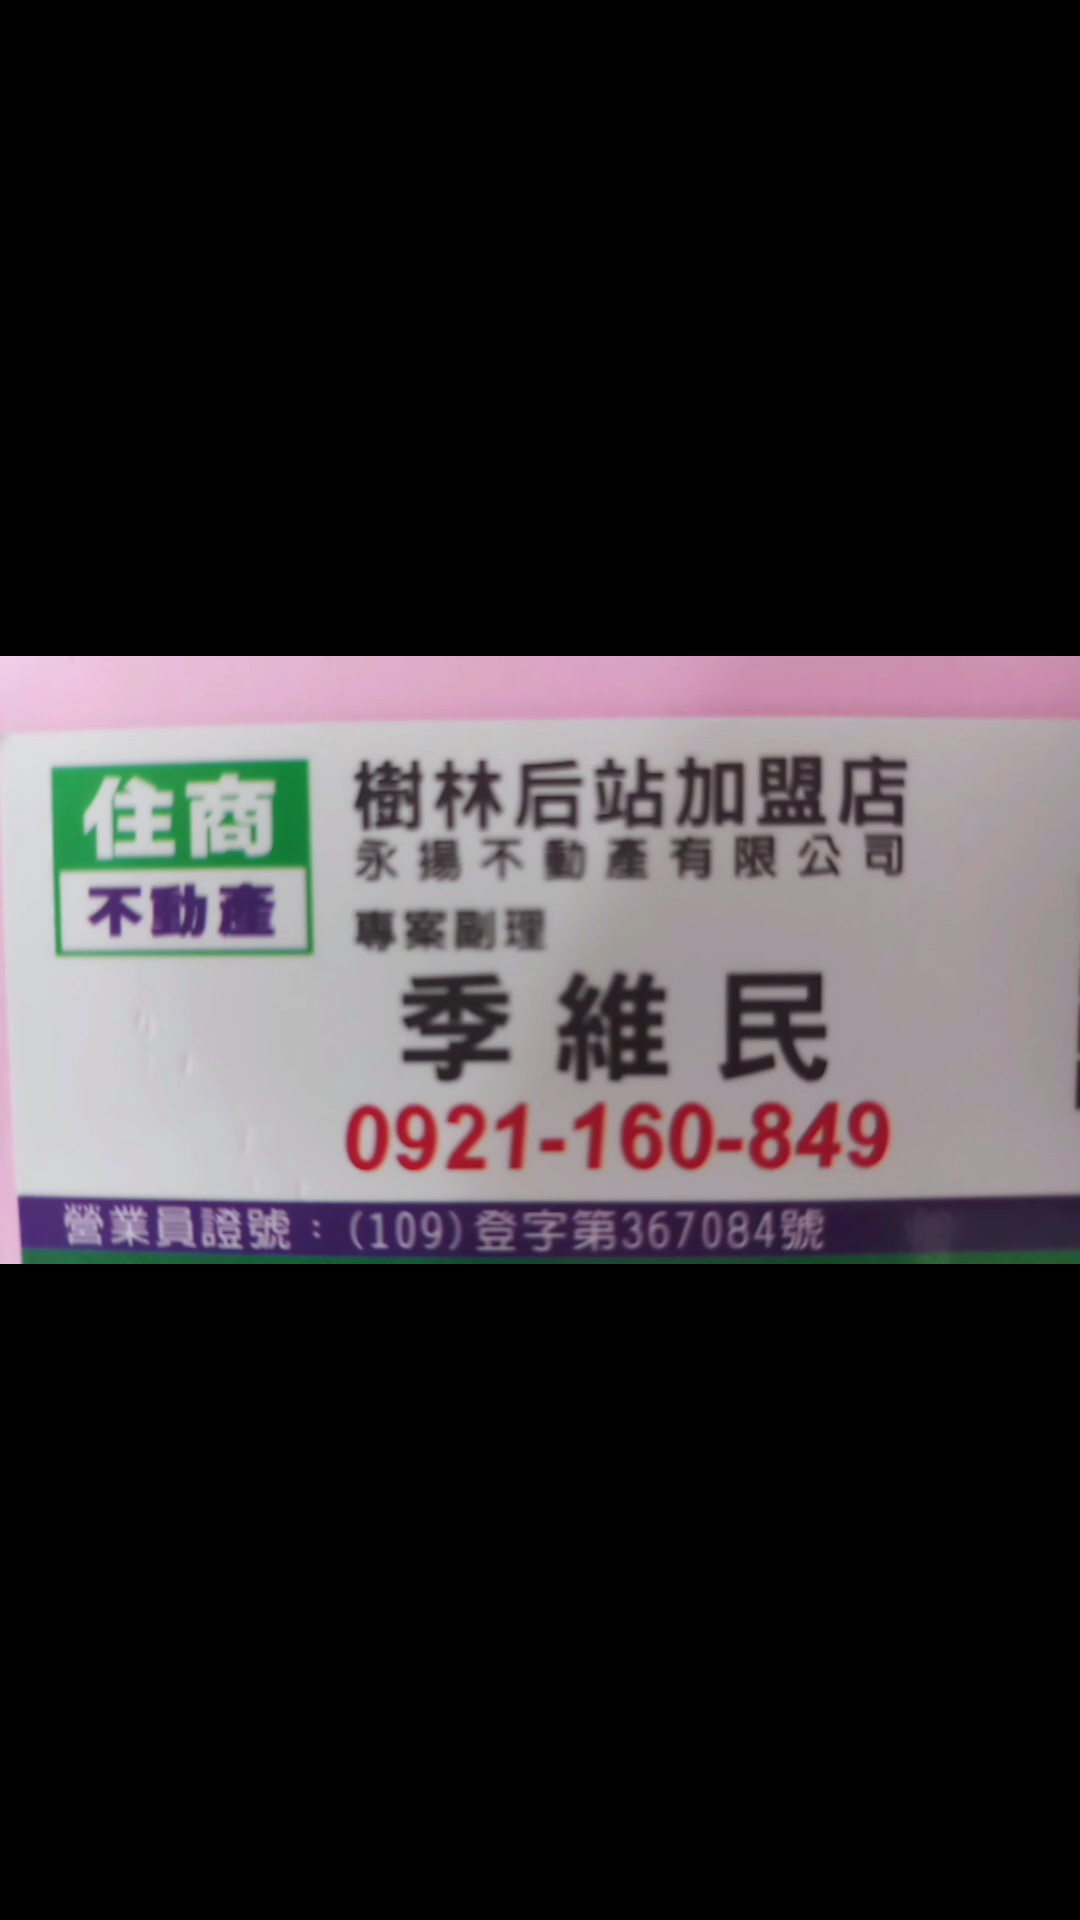 住商
不動產
樹林后站加盟店
永揚不動產有限公司
專案副理
季維民
0921-160-849
營業員證號：(109)登字第367084號